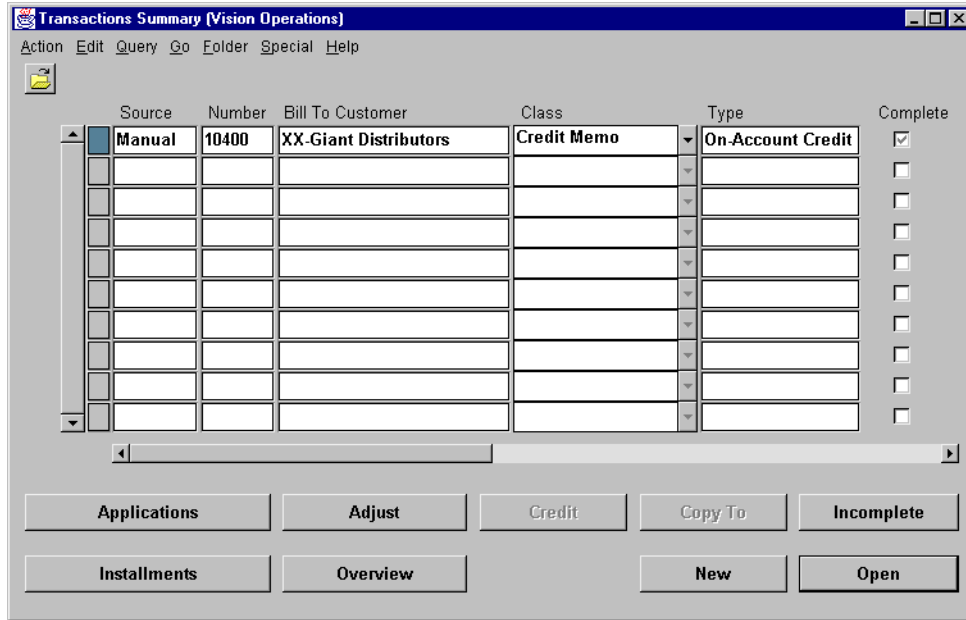 Transactions Summary (Vision Operations)
Action Edit Query Go Folder Special Help
Source Number Bill To Customer Class Type Complete
Manual 10400 XX-Giant Distributors Credit Memo On-Account Credit
Applications Adjust Credit Copy To Incomplete
Installments Overview New Open